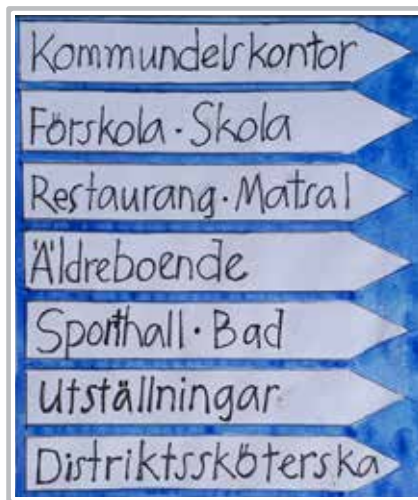 Kommundelskontor
Förskola · Skola
Restaurang · Matsal
Äldreboende
Sporthall · Bad
Utställningar
Distriktssköterska